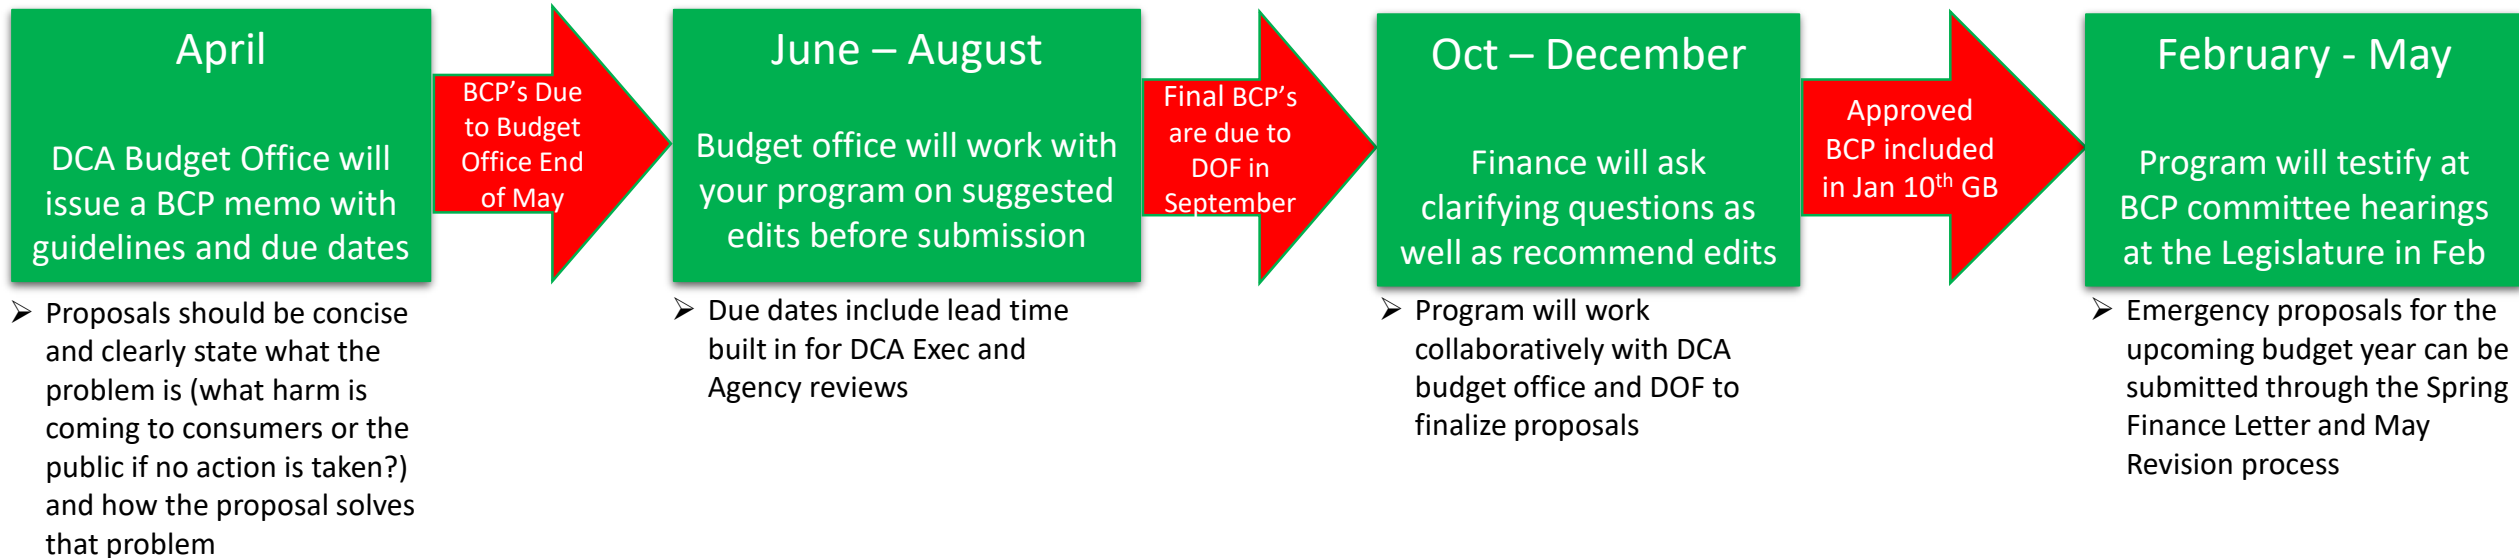 April
DCA Budget Office will
issue a BCP memo with
guidelines and due dates
➢ Proposals should be concise
and clearly state what the
problem is (what harm is
coming to consumers or the
public if no action is taken?)
and how the proposal solves
that problem
BCP's Due
to Budget
Office End
of May
June – August
Budget office will work with
your program on suggested
edits before submission
➢ Due dates include lead time
built in for DCA Exec and
Agency reviews
Final BCP's
are due to
DOF in
September
Oct – December
Finance will ask
clarifying questions as
well as recommend edits
➢ Program will work
collaboratively with DCA
budget office and DOF to
finalize proposals
Approved
BCP included
in Jan 10th GB
February - May
Program will testify at
BCP committee hearings
at the Legislature in Feb
➢ Emergency proposals for the
upcoming budget year can be
submitted through the Spring
Finance Letter and May
Revision process